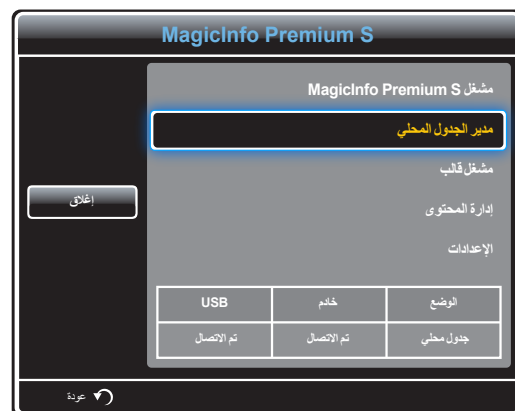 MagicInfo Premium S
مشغل MagicInfo Premium S
مدير الجدول المحلي
مشغل قالب
إدارة المحتوى
الإعدادات
إغلاق
الوضع خادم USB
جدول محلي تم الاتصال تم الاتصال
عودة